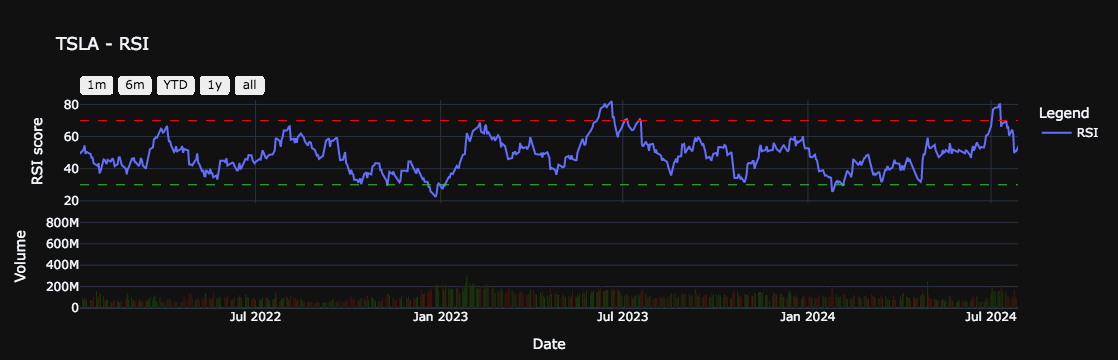 TSLA - RSI
1m 6m YTD 1y all
Legend
RSI
RSI score
80
60
40
20
Volume
800M
600M
400M
200M
0
Jul 2022 Jan 2023 Jul 2023 Jan 2024 Jul 2024
Date